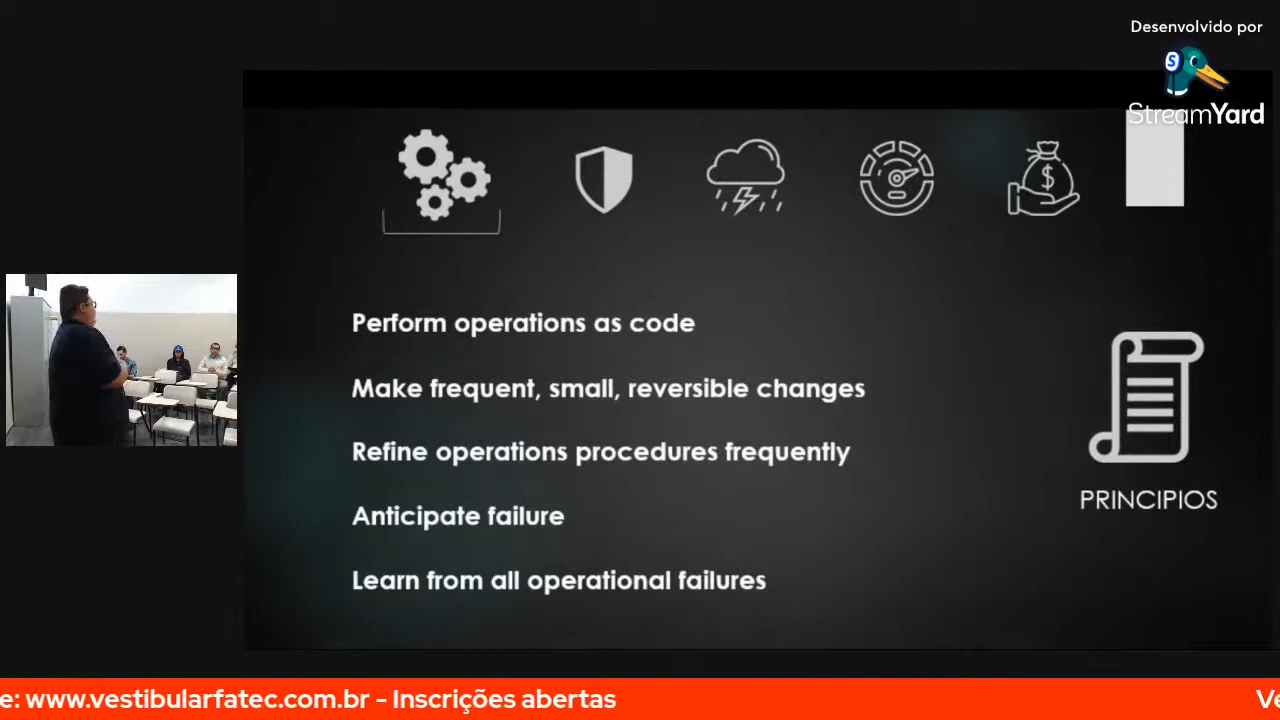 Desenvolvido por
StreamYard
Perform operations as code
Make frequent, small, reversible changes
Refine operations procedures frequently
Anticipate failure
Learn from all operational failures
PRINCIPIOS
e: www.vestibularfatec.com.br - Inscrições abertas
Ve